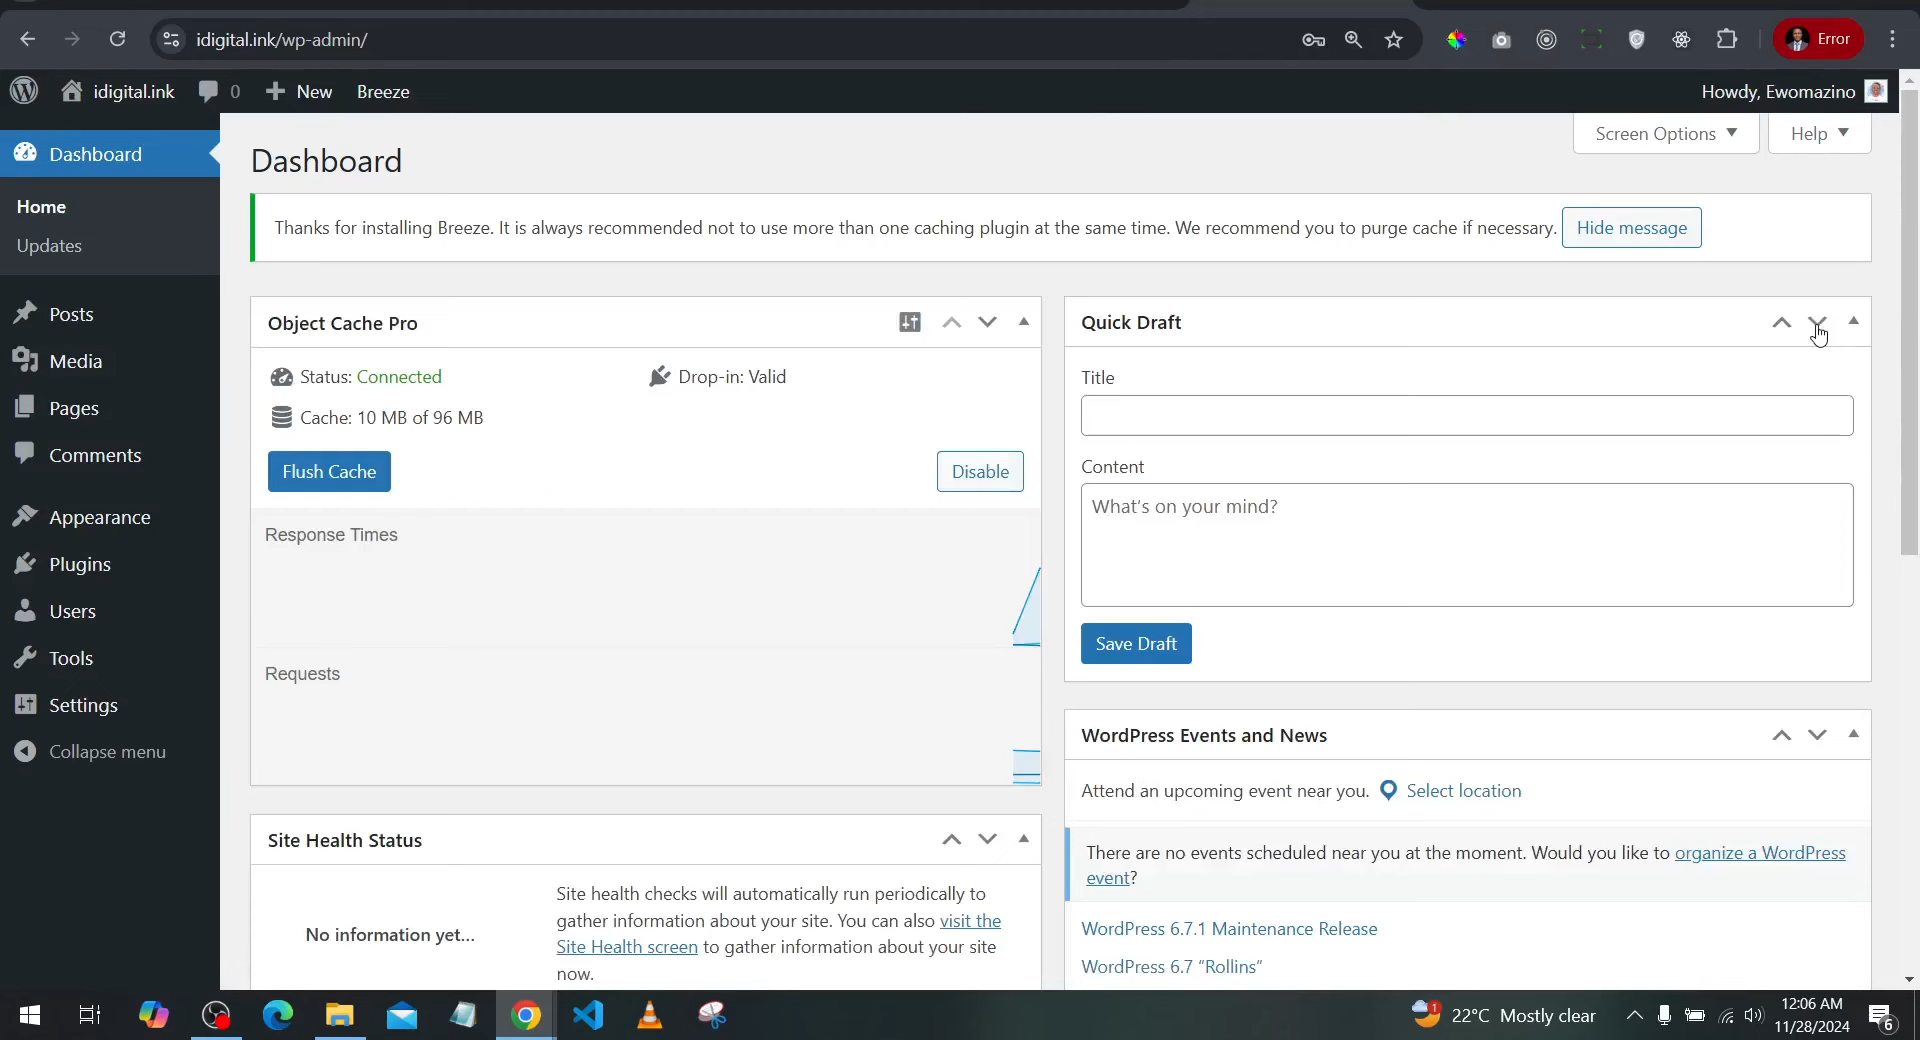 idigital.ink/wp-admin/
Error
idigital.ink 0 New Breeze
Howdy, Ewomazino
Dashboard
Home
Updates
Posts
Media
Pages
Comments
Appearance
Plugins
Users
Tools
Settings
Collapse menu
Screen Options
Help
Dashboard
Thanks for installing Breeze. It is always recommended not to use more than one caching plugin at the same time. We recommend you to purge cache if necessary. Hide message
Object Cache Pro
Status: Connected
Drop-in: Valid
Cache: 10 MB of 96 MB
Flush Cache
Disable
Response Times
Requests
Site Health Status
No information yet...
Site health checks will automatically run periodically to
gather information about your site. You can also visit the
Site Health screen to gather information about your site
now.
Quick Draft
Title
Content
What's on your mind?
Save Draft
WordPress Events and News
Attend an upcoming event near you. Select location
There are no events scheduled near you at the moment. Would you like to organize a WordPress
event?
WordPress 6.7.1 Maintenance Release
WordPress 6.7 “Rollins”
1
22°C Mostly clear
12:06 AM
11/28/2024
6